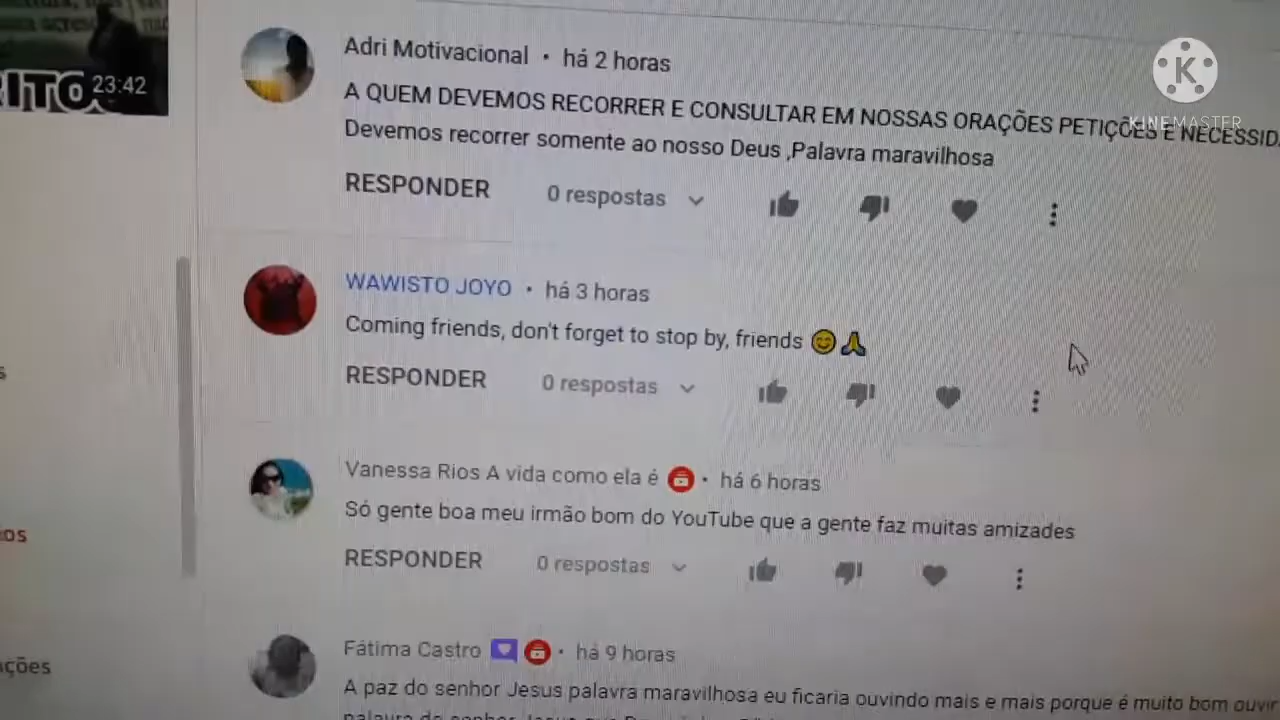 RITO
23:42
KINEMASTER
Adri Motivacional • há 2 horas
A QUEM DEVEMOS RECORRER E CONSULTAR EM NOSSAS ORAÇÕES PETIÇÕES E
Devemos recorrer somente ao nosso Deus ,Palavra maravilhosa
RESPONDER 0 respostas
WAWISTO JOYO • há 3 horas
Coming friends, don't forget to stop by, friends 😊🙏
RESPONDER 0 respostas
Vanessa Rios A vida como ela é • há 6 horas
Só gente boa meu irmão bom do YouTube que a gente faz muitas amizades
RESPONDER 0 respostas
Fátima Castro • há 9 horas
A paz do senhor Jesus palavra maravilhosa eu ficaria ouvindo mais e mais porque é muito bom ouvir